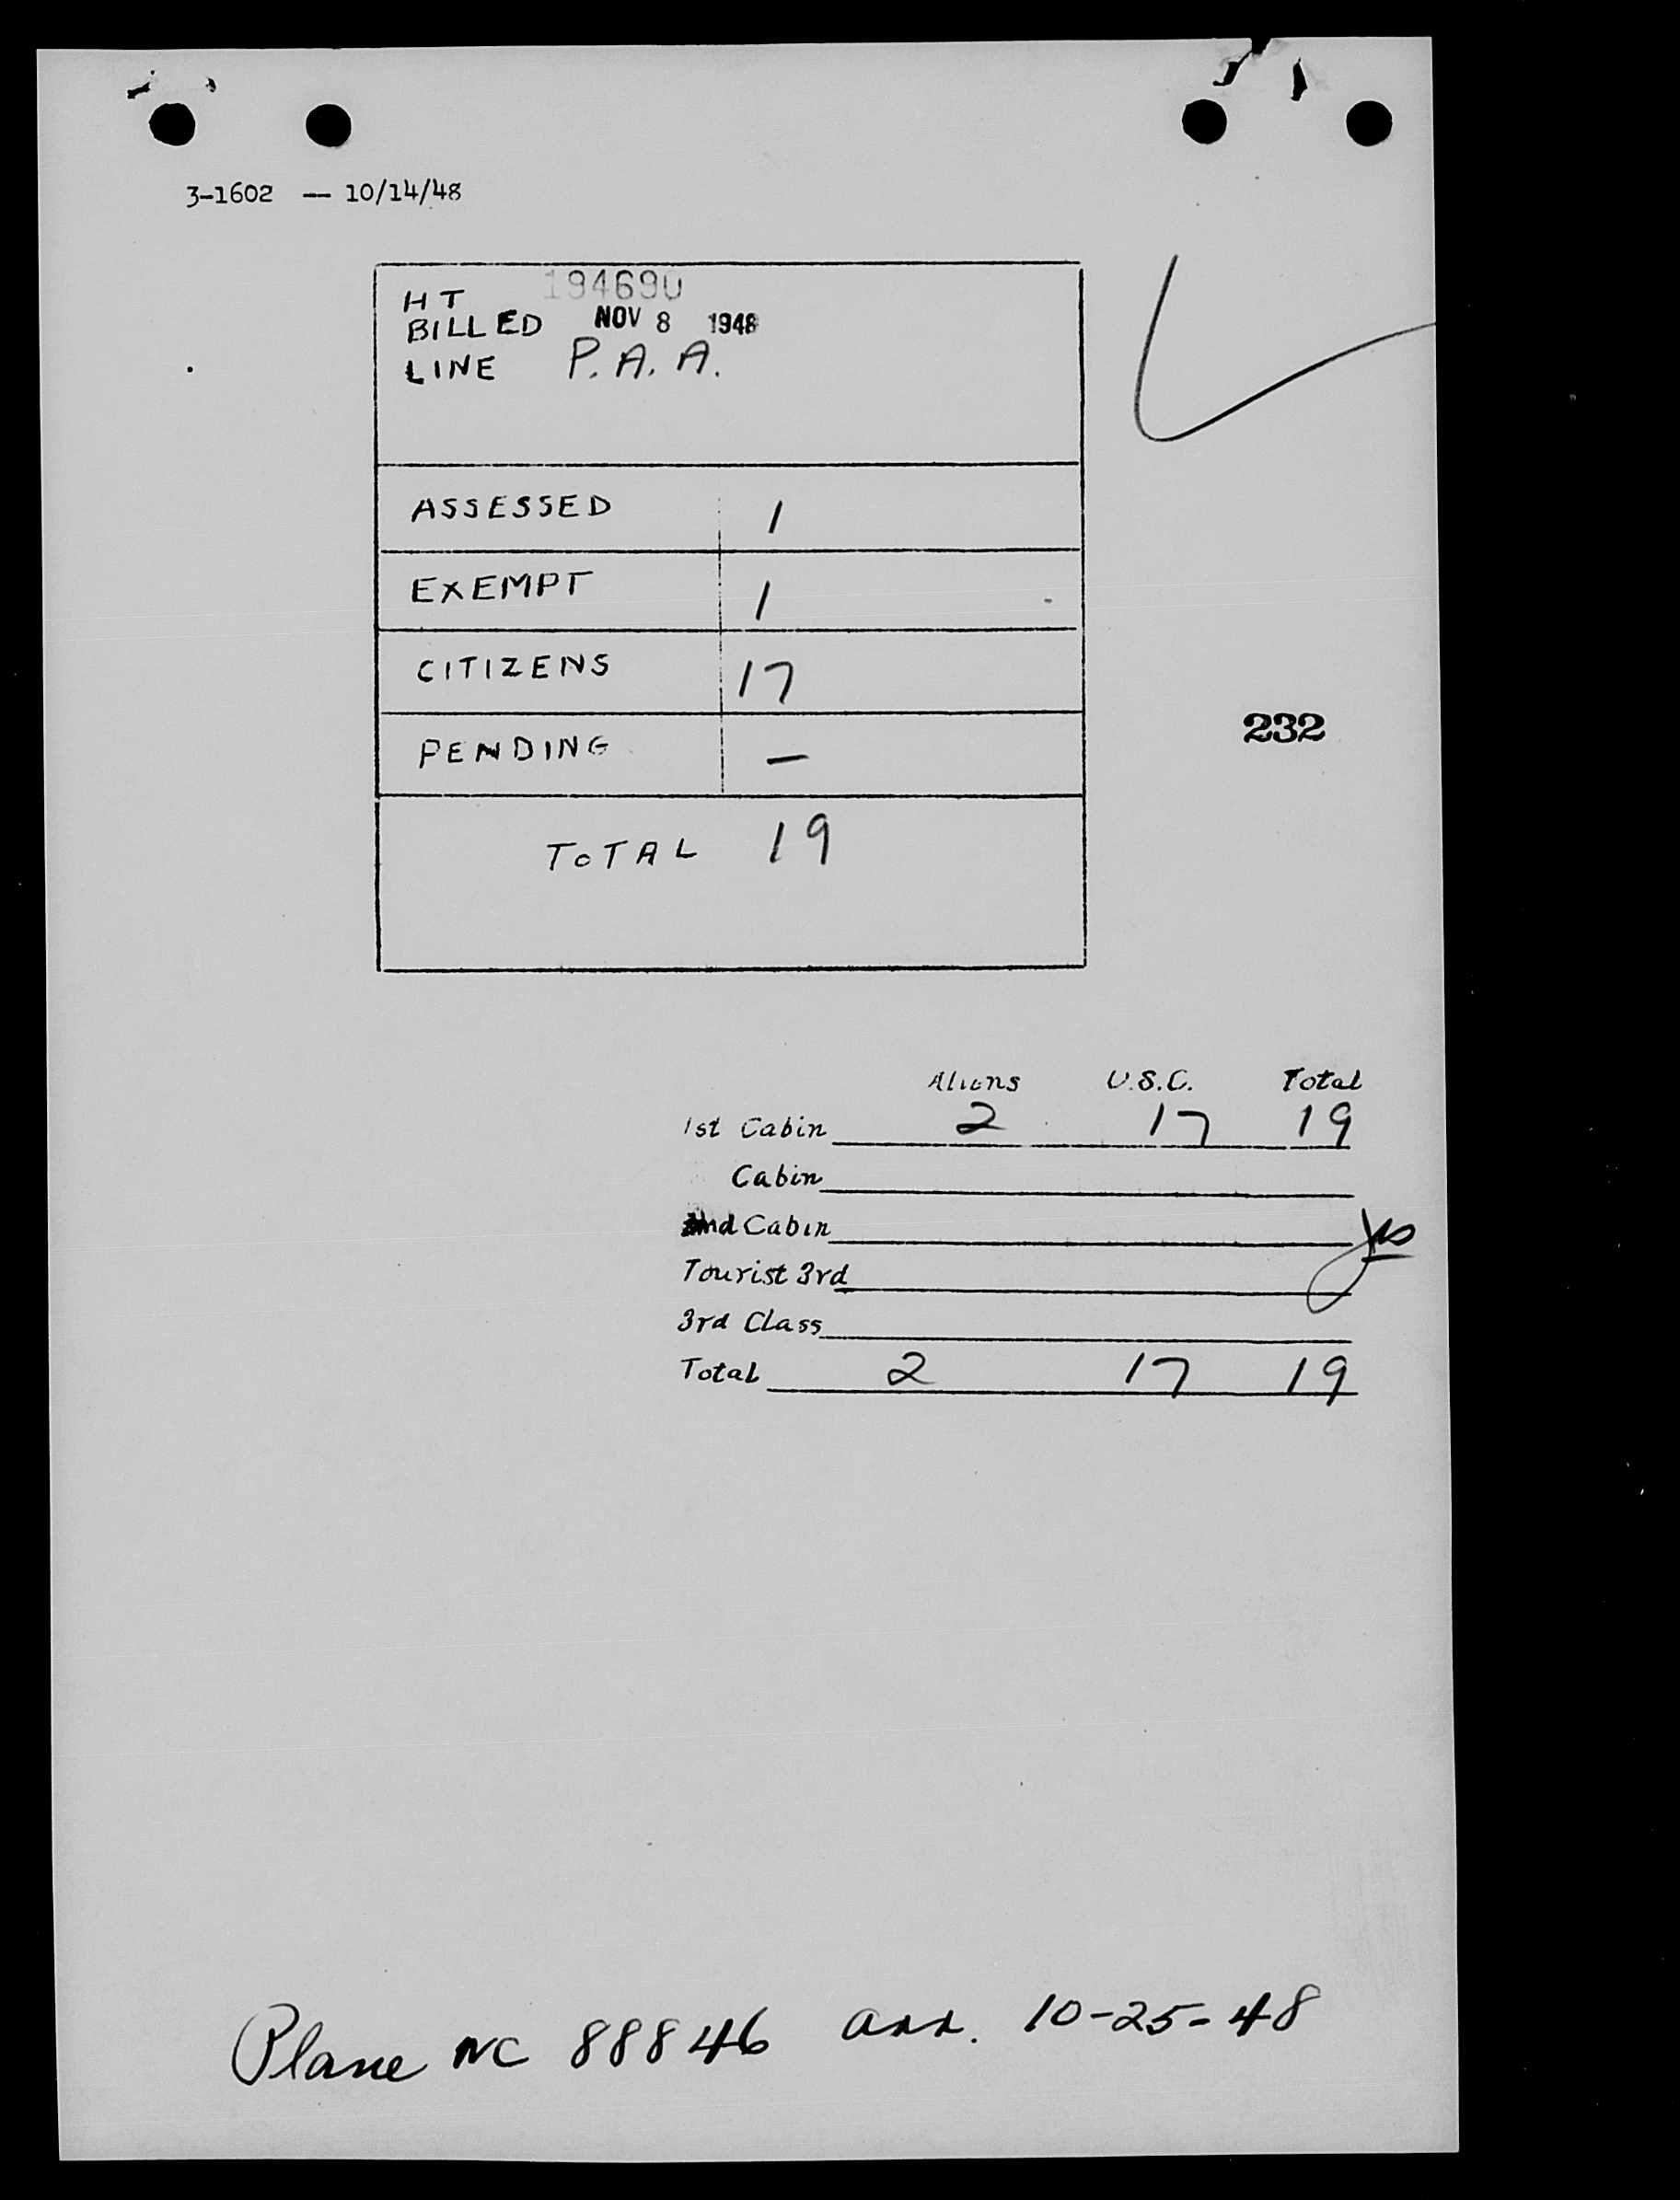 3-1602 -- 10/14/48
HT 194690
BILLED NOV 8 1948
LINE P. A. A.
ASSESSED 1
EXEMPT 1
CITIZENS 17
PENDING —
232
TOTAL 19
Aliens U.S.C. Total
1st Cabin 2 17 19
Cabin
2nd Cabin
Tourist 3rd
3rd Class
Total 2 17 19
Plane NC 88846 arr. 10-25-48